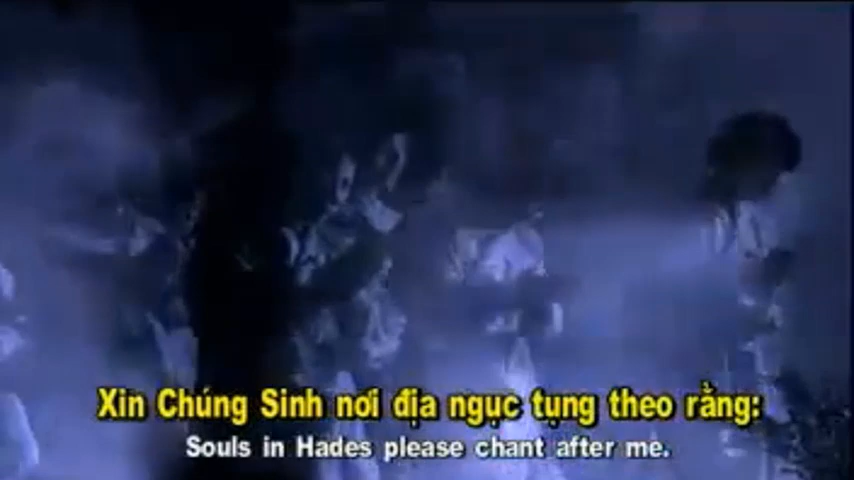 Xin Chúng Sinh nơi địa ngục tụng theo rằng:
Souls in Hades please chant after me.